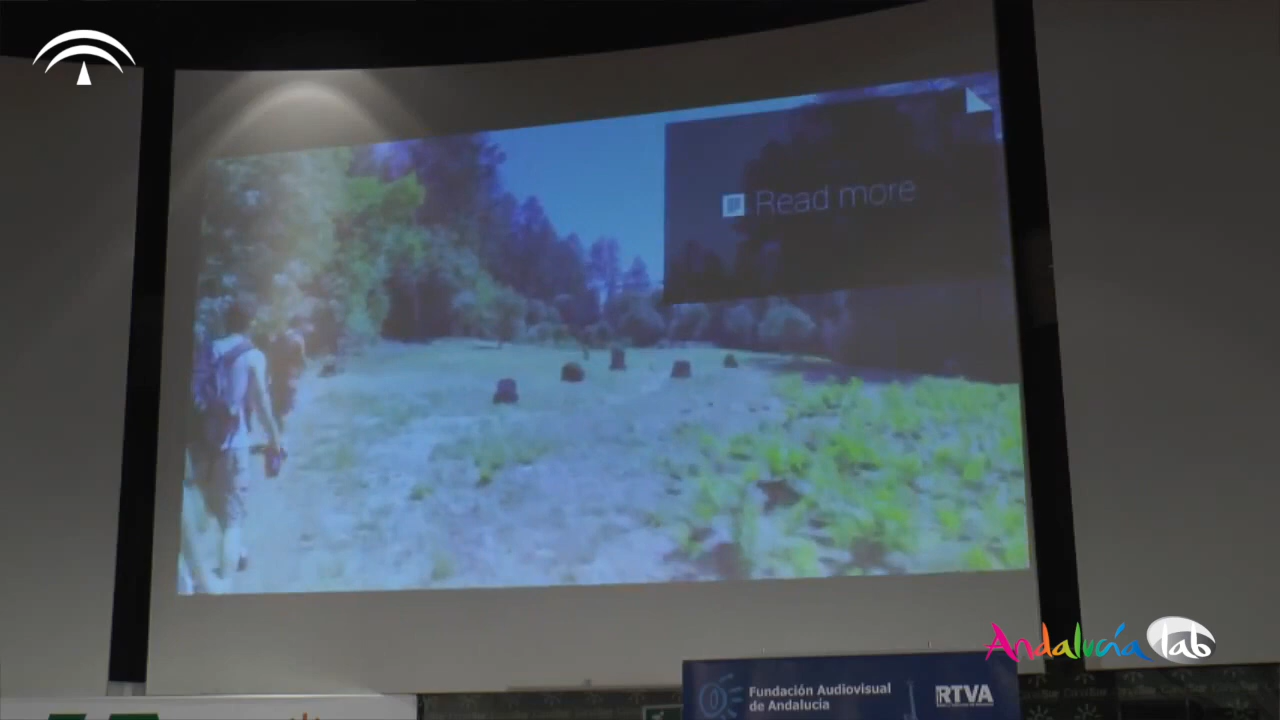 Read more
Andalucía lab
Fundación Audiovisual
de Andalucía
RTVA